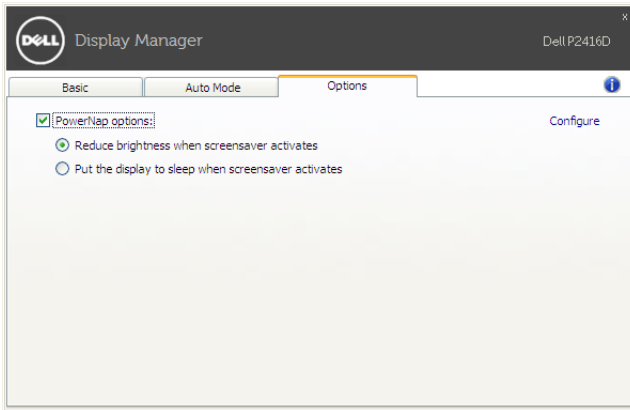 x
DELL Display Manager
Dell P2416D
Basic Auto Mode Options
PowerNap options: Configure
Reduce brightness when screensaver activates
Put the display to sleep when screensaver activates